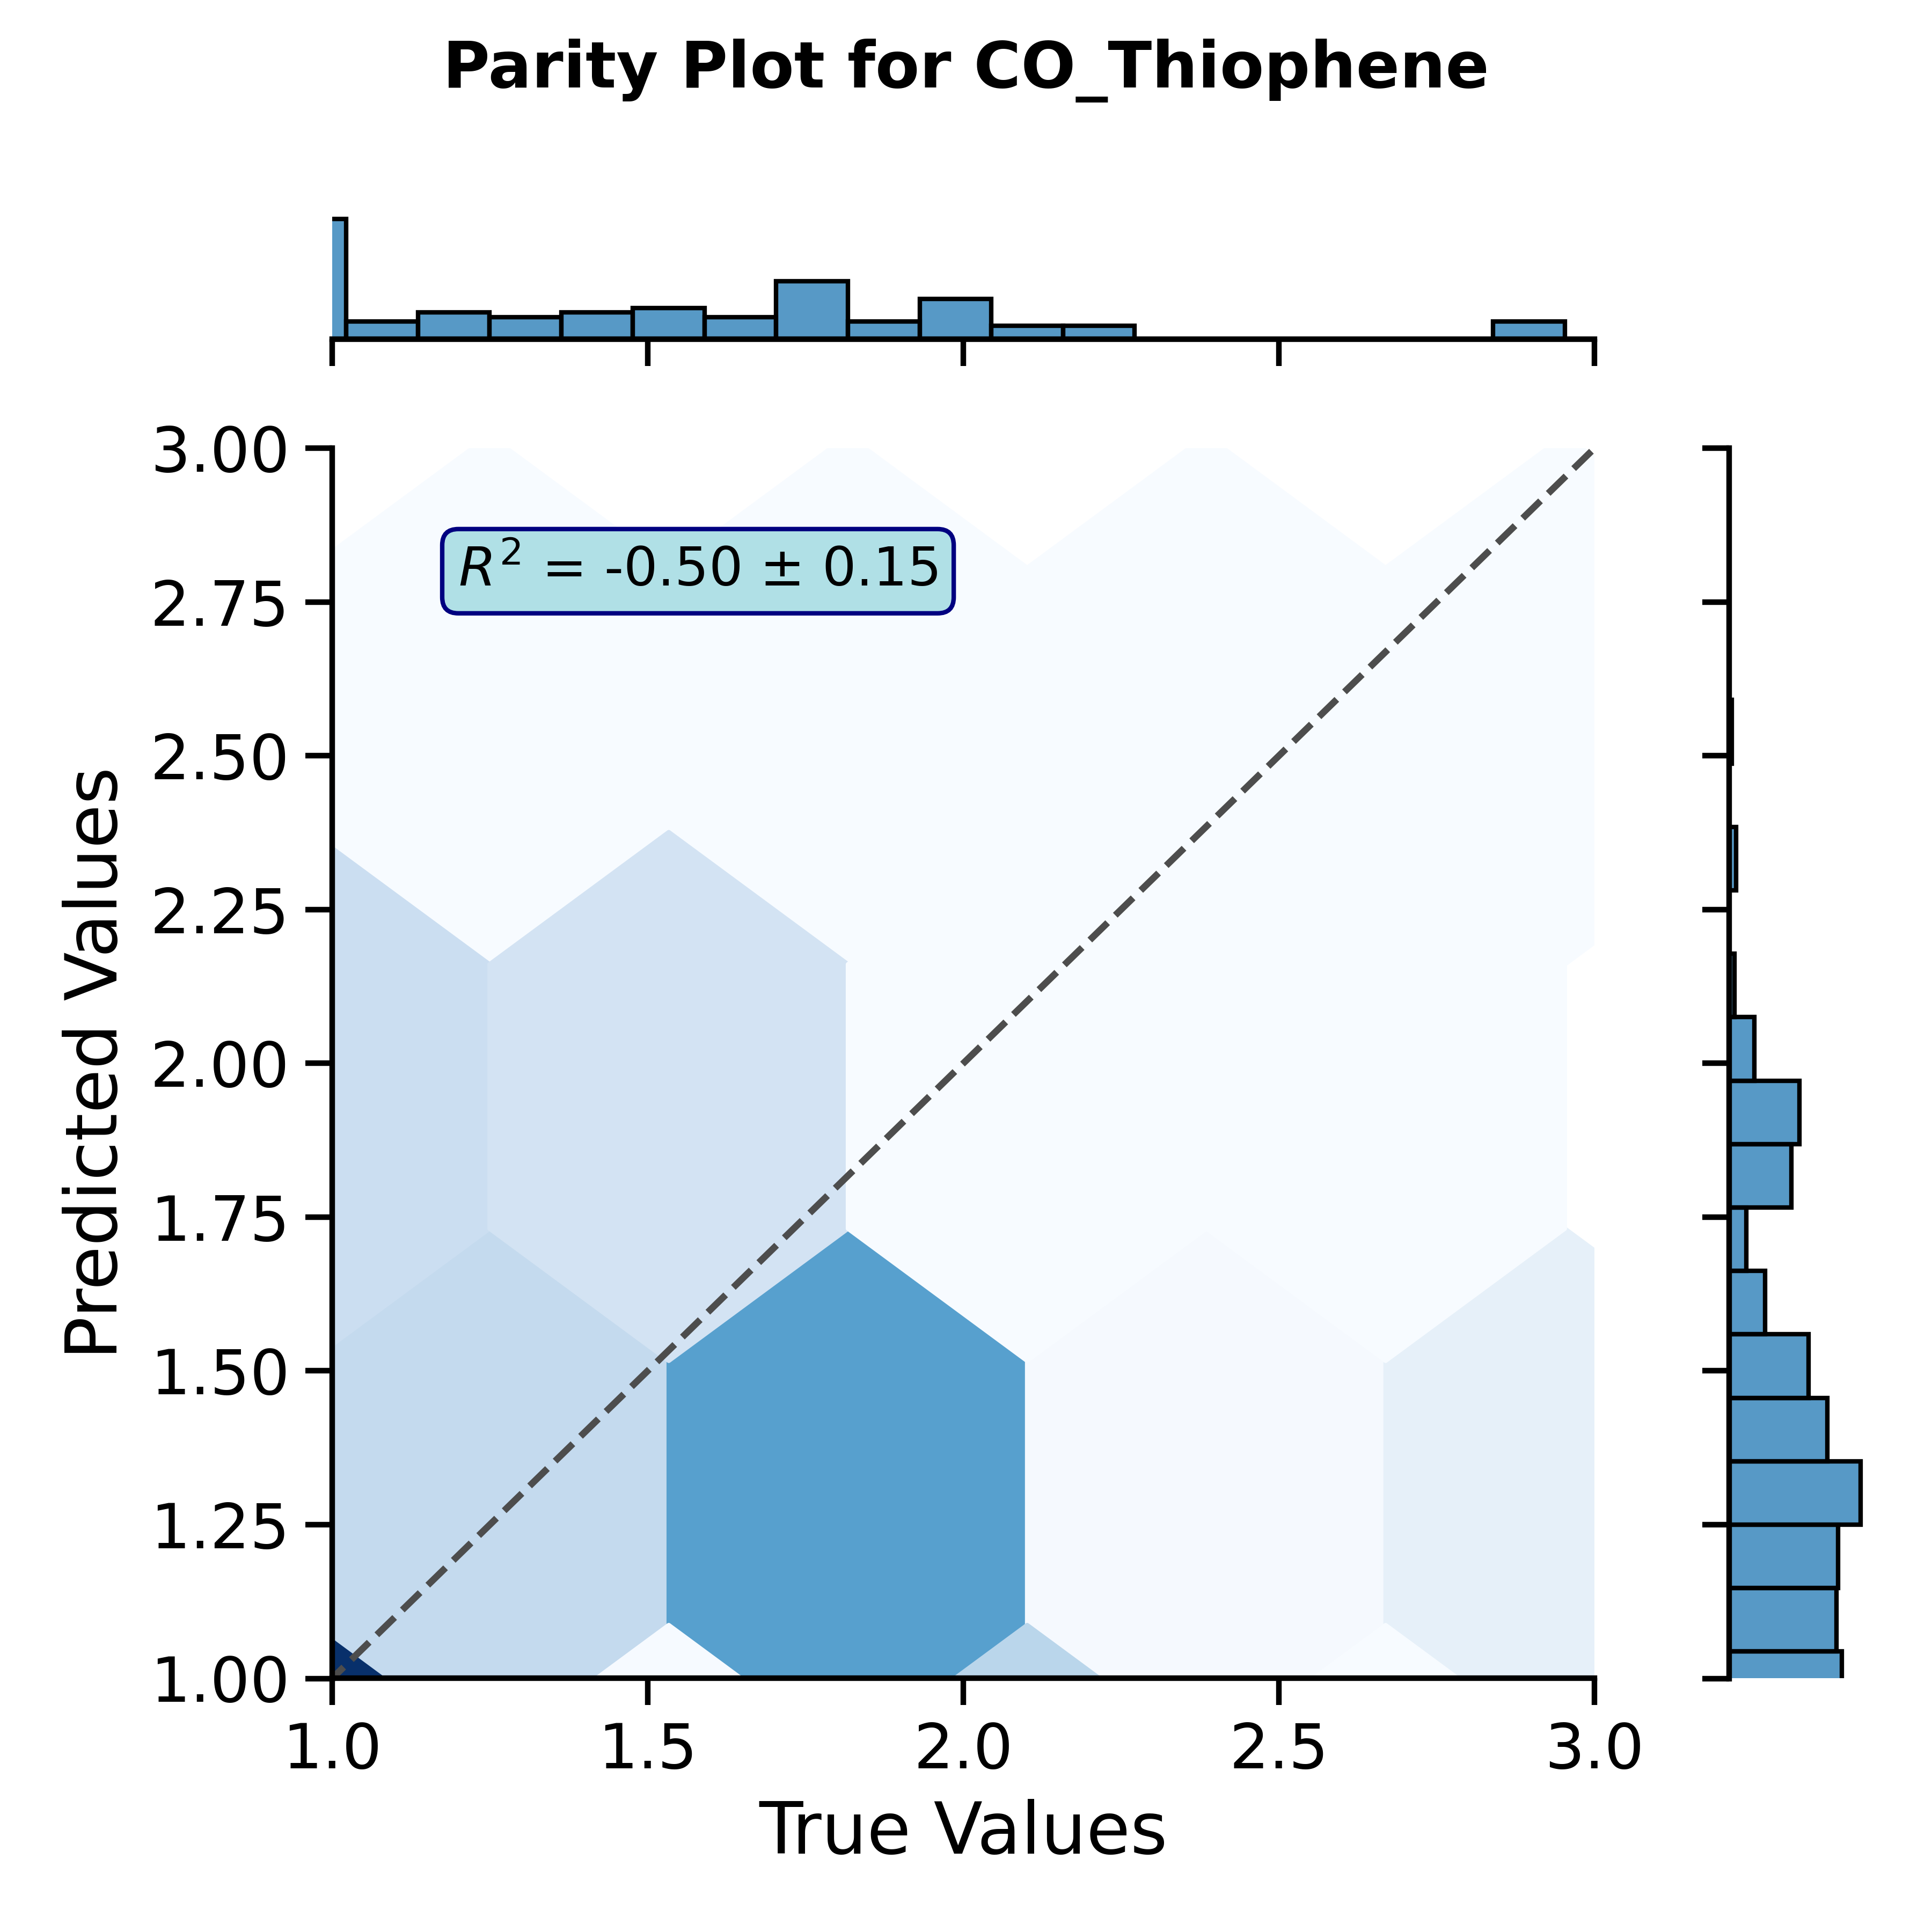 Parity Plot for CO_Thiophene
R² = -0.50 ± 0.15
Predicted Values
3.00
2.75
2.50
2.25
2.00
1.75
1.50
1.25
1.00
1.0 1.5 2.0 2.5 3.0
True Values